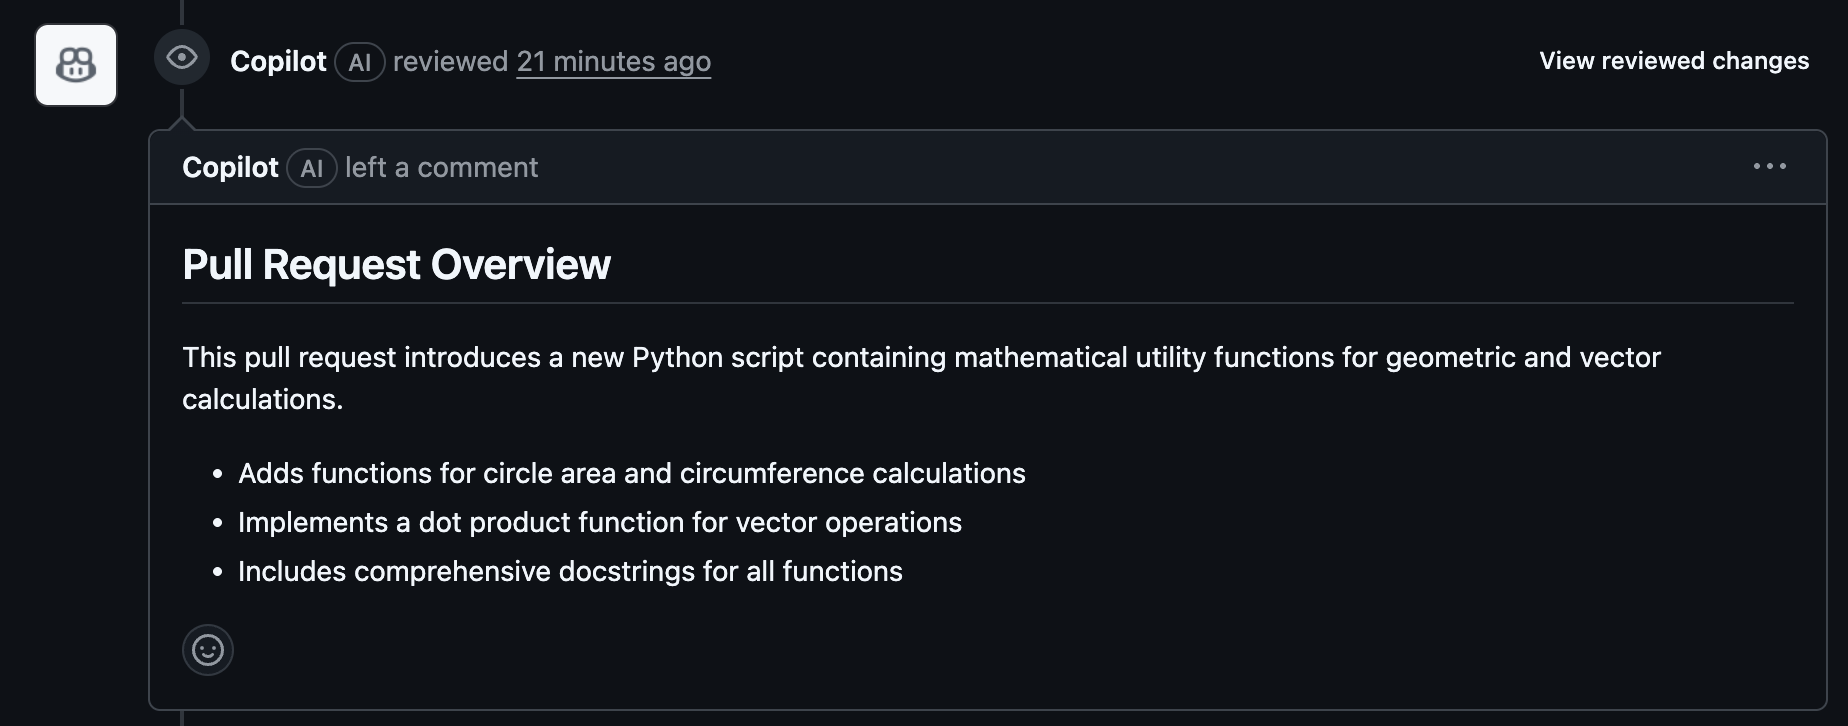 Copilot AI reviewed 21 minutes ago
View reviewed changes
Copilot AI left a comment
Pull Request Overview
This pull request introduces a new Python script containing mathematical utility functions for geometric and vector
calculations.
• Adds functions for circle area and circumference calculations
• Implements a dot product function for vector operations
• Includes comprehensive docstrings for all functions